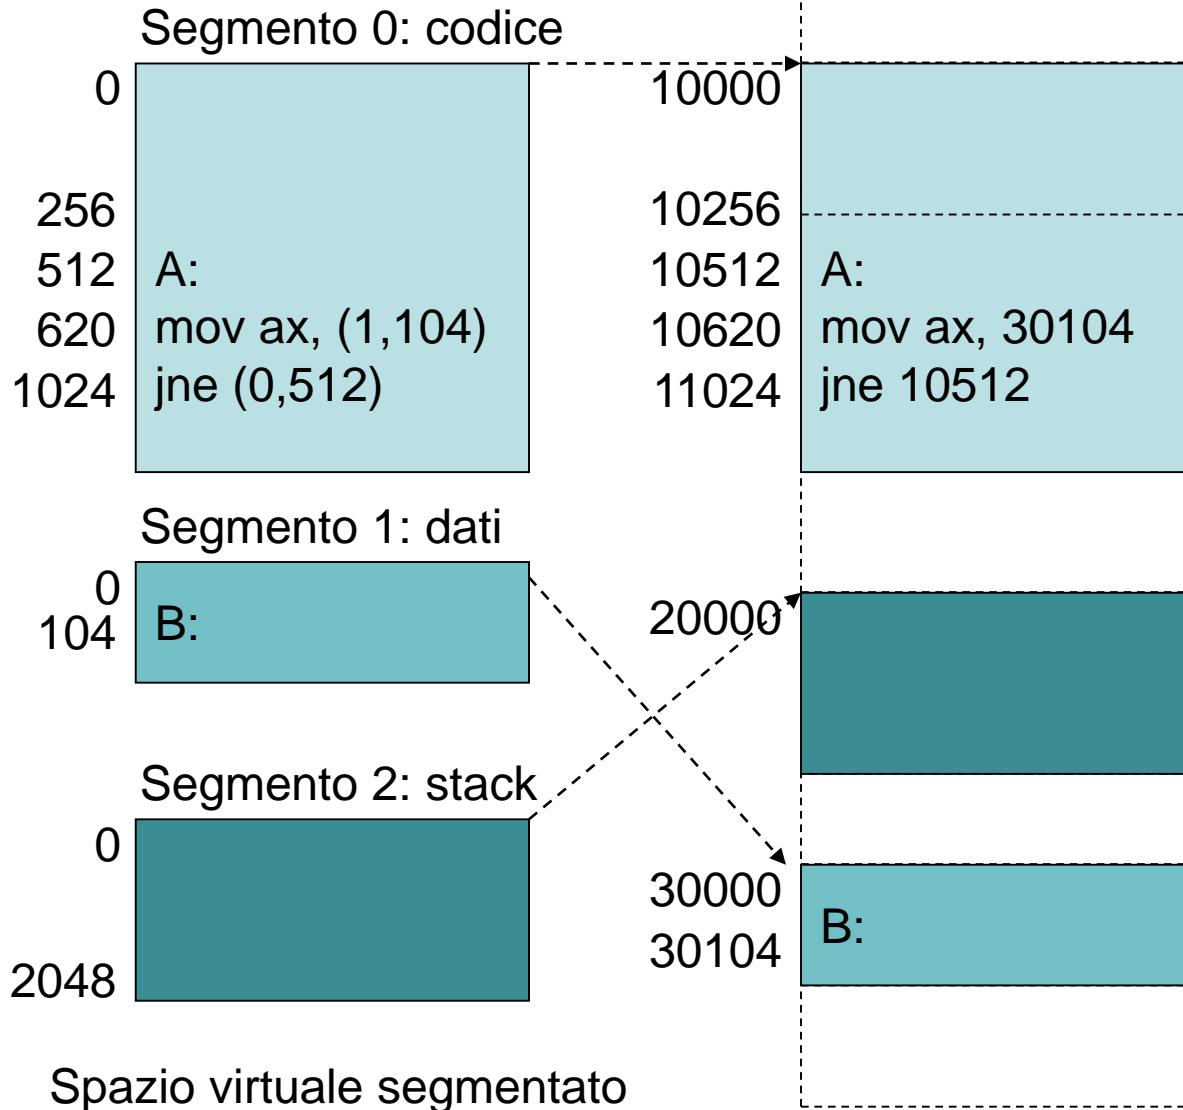 Segmento 0: codice
0
256
512
620
1024
A:
mov ax, (1,104)
jne (0,512)
10000
10256
10512
10620
11024
A:
mov ax, 30104
jne 10512
Segmento 1: dati
0
104
B:
20000
Segmento 2: stack
0
2048
30000
30104
B:
Spazio virtuale segmentato